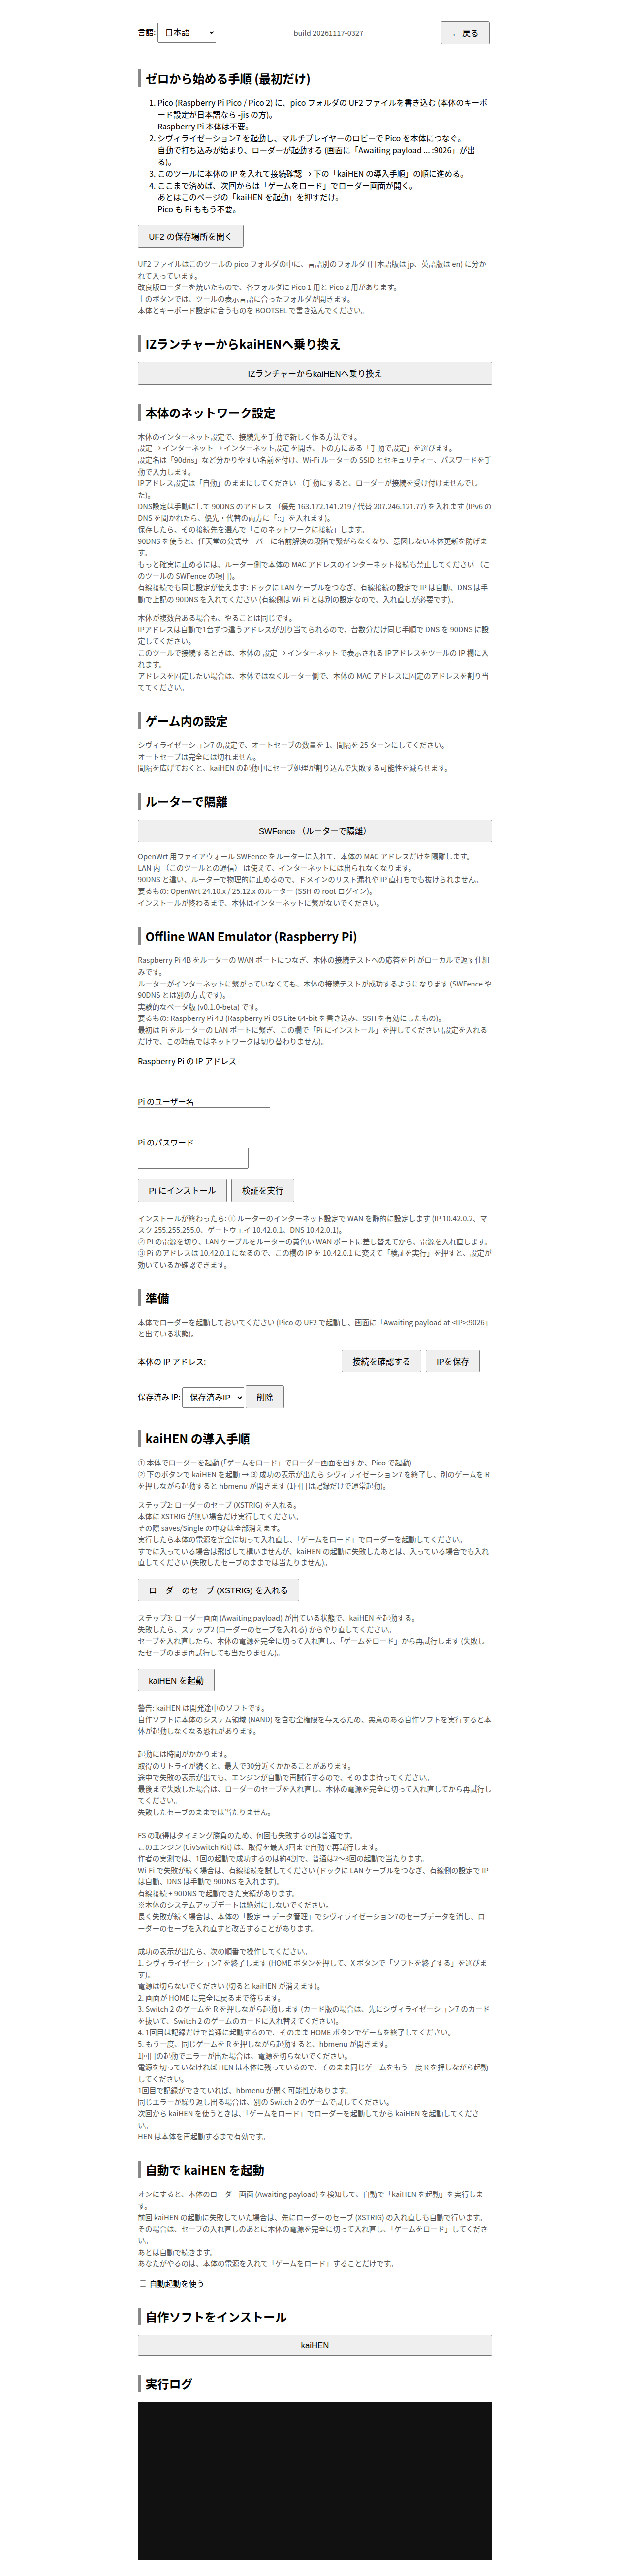 言語: 日本語
build 20261117-0327
← 戻る
ゼロから始める手順 (最初だけ)
1. Pico (Raspberry Pi Pico / Pico 2) に、pico フォルダの UF2 ファイルを書き込む (本体のキーボ
ード設定が日本語なら -jis の方)。
Raspberry Pi 本体は不要。
2. シヴィライゼーション7 を起動し、マルチプレイヤーのロビーで Pico を本体につなぐ。
自動で打ち込みが始まり、ローダーが起動する (画面に「Awaiting payload ... :9026」が出
る)。
3. このツールに本体の IP を入れて接続確認 → 下の「kaiHEN の導入手順」の順に進める。
4. ここまで済めば、次回からは「ゲームをロード」でローダー画面が開く。
あとはこのページの「kaiHEN を起動」を押すだけ。
Pico も Pi ももう不要。
UF2 の保存場所を開く
UF2 ファイルはこのツールの pico フォルダの中に、言語別のフォルダ (日本語版は jp、英語版は en) に分か
れて入っています。
改良版ローダーを焼いたもので、各フォルダに Pico 1 用と Pico 2 用があります。
上のボタンでは、ツールの表示言語に合ったフォルダが開きます。
本体とキーボード設定に合うものを BOOTSEL で書き込んでください。
IZランチャーからkaiHENへ乗り換え
IZランチャーからkaiHENへ乗り換え
本体のネットワーク設定
本体のインターネット設定で、接続先を手動で新しく作る方法です。
設定 → インターネット → インターネット設定 を開き、下の方にある「手動で設定」を選びます。
設定名は「90dns」など分かりやすい名前を付け、Wi-Fi ルーターの SSID とセキュリティー、パスワードを手
動で入力します。
IPアドレス設定は「自動」のままにしてください （手動にすると、ローダーが接続を受け付けませんでし
た)。
DNS設定は手動にして 90DNS のアドレス （優先 163.172.141.219 / 代替 207.246.121.77) を入れます (IPv6 の
DNS を聞かれたら、優先・代替の両方に「::」を入れます)。
保存したら、その接続先を選んで「このネットワークに接続」します。
90DNS を使うと、任天堂の公式サーバーに名前解決の段階で繋がらなくなり、意図しない本体更新を防げま
す。
もっと確実に止めるには、ルーター側で本体の MAC アドレスのインターネット接続も禁止してください （こ
のツールの SWFence の項目)。
有線接続でも同じ設定が使えます: ドックに LAN ケーブルをつなぎ、有線接続の設定で IP は自動、DNS は手
動で上記の 90DNS を入れてください (有線側は Wi-Fi とは別の設定なので、入れ直しが必要です)。
本体が複数台ある場合も、やることは同じです。
IPアドレスは自動で1台ずつ違うアドレスが割り当てられるので、台数分だけ同じ手順で DNS を 90DNS に設
定してください。
このツールで接続するときは、本体の 設定 → インターネット で表示される IPアドレスをツールの IP 欄に入
れます。
アドレスを固定したい場合は、本体ではなくルーター側で、本体の MAC アドレスに固定のアドレスを割り当
ててください。
ゲーム内の設定
シヴィライゼーション7 の設定で、オートセーブの数量を 1、間隔を 25 ターンにしてください。
オートセーブは完全には切れません。
間隔を広げておくと、kaiHEN の起動中にセーブ処理が割り込んで失敗する可能性を減らせます。
ルーターで隔離
SWFence （ルーターで隔離）
OpenWrt 用ファイアウォール SWFence をルーターに入れて、本体の MAC アドレスだけを隔離します。
LAN 内 （このツールとの通信） は使えて、インターネットには出られなくなります。
90DNS と違い、ルーターで物理的に止めるので、ドメインのリスト漏れや IP 直打ちでも抜けられません。
要るもの: OpenWrt 24.10.x / 25.12.x のルーター (SSH の root ログイン)。
インストールが終わるまで、本体はインターネットに繋がないでください。
Offline WAN Emulator (Raspberry Pi)
Raspberry Pi 4B をルーターの WAN ポートにつなぎ、本体の接続テストへの応答を Pi がローカルで返す仕組
みです。
ルーターがインターネットに繋がっていなくても、本体の接続テストが成功するようになります (SWFence や
90DNS とは別の方式です)。
実験的なベータ版 (v0.1.0-beta) です。
要るもの: Raspberry Pi 4B (Raspberry Pi OS Lite 64-bit を書き込み、SSH を有効にしたもの)。
最初は Pi をルーターの LAN ポートに繋ぎ、この欄で「Pi にインストール」を押してください (設定を入れる
だけで、この時点ではネットワークは切り替わりません)。
Raspberry Pi の IP アドレス
Pi のユーザー名
Pi のパスワード
Pi にインストール
検証を実行
インストールが終わったら: ① ルーターのインターネット設定で WAN を静的に設定します (IP 10.42.0.2、マ
スク 255.255.255.0、ゲートウェイ 10.42.0.1、DNS 10.42.0.1)。
② Pi の電源を切り、LAN ケーブルをルーターの黄色い WAN ポートに差し替えてから、電源を入れ直します。
③ Pi のアドレスは 10.42.0.1 になるので、この欄の IP を 10.42.0.1 に変えて「検証を実行」を押すと、設定が
効いているか確認できます。
準備
本体でローダーを起動しておいてください (Pico の UF2 で起動し、画面に「Awaiting payload at <IP>:9026」
と出ている状態)。
本体の IP アドレス:
接続を確認する
IPを保存
保存済み IP: 保存済みIP
削除
kaiHEN の導入手順
① 本体でローダーを起動 (「ゲームをロード」でローダー画面を出すか、Pico で起動)
② 下のボタンで kaiHEN を起動 → ③ 成功の表示が出たら シヴィライゼーション7 を終了し、別のゲームを R
を押しながら起動すると hbmenu が開きます (1回目は記録だけで通常起動)。
ステップ2: ローダーのセーブ (XSTRIG) を入れる。
本体に XSTRIG が無い場合だけ実行してください。
その際 saves/Single の中身は全部消えます。
実行したら本体の電源を完全に切って入れ直し、「ゲームをロード」でローダーを起動してください。
すでに入っている場合は飛ばして構いませんが、kaiHEN の起動に失敗したあとは、入っている場合でも入れ
直してください (失敗したセーブのままでは当たりません)。
ローダーのセーブ (XSTRIG) を入れる
ステップ3: ローダー画面 (Awaiting payload) が出ている状態で、kaiHEN を起動する。
失敗したら、ステップ2 (ローダーのセーブを入れる) からやり直してください。
セーブを入れ直したら、本体の電源を完全に切って入れ直し、「ゲームをロード」から再試行します (失敗し
たセーブのまま再試行しても当たりません)。
kaiHEN を起動
警告: kaiHEN は開発途中のソフトです。
自作ソフトに本体のシステム領域 (NAND) を含む全権限を与えるため、悪意のある自作ソフトを実行すると本
体が起動しなくなる恐れがあります。
起動には時間がかかります。
取得のリトライが続くと、最大で30分近くかかることがあります。
途中で失敗の表示が出ても、エンジンが自動で再試行するので、そのまま待ってください。
最後まで失敗した場合は、ローダーのセーブを入れ直し、本体の電源を完全に切って入れ直してから再試行し
てください。
失敗したセーブのままでは当たりません。
FS の取得はタイミング勝負のため、何回も失敗するのは普通です。
このエンジン (CivSwitch Kit) は、取得を最大3回まで自動で再試行します。
作者の実測では、1回の起動で成功するのは約4割で、普通は2〜3回の起動で当たります。
Wi-Fi で失敗が続く場合は、有線接続を試してください (ドックに LAN ケーブルをつなぎ、有線側の設定で IP
は自動、DNS は手動で 90DNS を入れます)。
有線接続 + 90DNS で起動できた実績があります。
※本体のシステムアップデートは絶対にしないでください。
長く失敗が続く場合は、本体の「設定 → データ管理」でシヴィライゼーション7のセーブデータを消し、ロ
ーダーのセーブを入れ直すと改善することがあります。
成功の表示が出たら、次の順番で操作してください。
1. シヴィライゼーション7 を終了します (HOME ボタンを押して、X ボタンで「ソフトを終了する」を選びま
す)。
電源は切らないでください (切ると kaiHEN が消えます)。
2. 画面が HOME に完全に戻るまで待ちます。
3. Switch 2 のゲームを R を押しながら起動します (カード版の場合は、先にシヴィライゼーション7 のカード
を抜いて、Switch 2 のゲームのカードに入れ替えてください)。
4. 1回目は記録だけで普通に起動するので、そのまま HOME ボタンでゲームを終了してください。
5. もう一度、同じゲームを R を押しながら起動すると、hbmenu が開きます。
1回目の起動でエラーが出た場合は、電源を切らないでください。
電源を切っていなければ HEN は本体に残っているので、そのまま同じゲームをもう一度 R を押しながら起動
してください。
1回目で記録ができていれば、hbmenu が開く可能性があります。
同じエラーが繰り返し出る場合は、別の Switch 2 のゲームで試してください。
次回から kaiHEN を使うときは、「ゲームをロード」でローダーを起動してから kaiHEN を起動してくださ
い。
HEN は本体を再起動するまで有効です。
自動で kaiHEN を起動
オンにすると、本体のローダー画面 (Awaiting payload) を検知して、自動で「kaiHEN を起動」を実行しま
す。
前回 kaiHEN の起動に失敗していた場合は、先にローダーのセーブ (XSTRIG) の入れ直しも自動で行います。
その場合は、セーブの入れ直しのあとに本体の電源を完全に切って入れ直し、「ゲームをロード」してくださ
い。
あとは自動で続きます。
あなたがやるのは、本体の電源を入れて「ゲームをロード」することだけです。
自動起動を使う
自作ソフトをインストール
kaiHEN
実行ログ